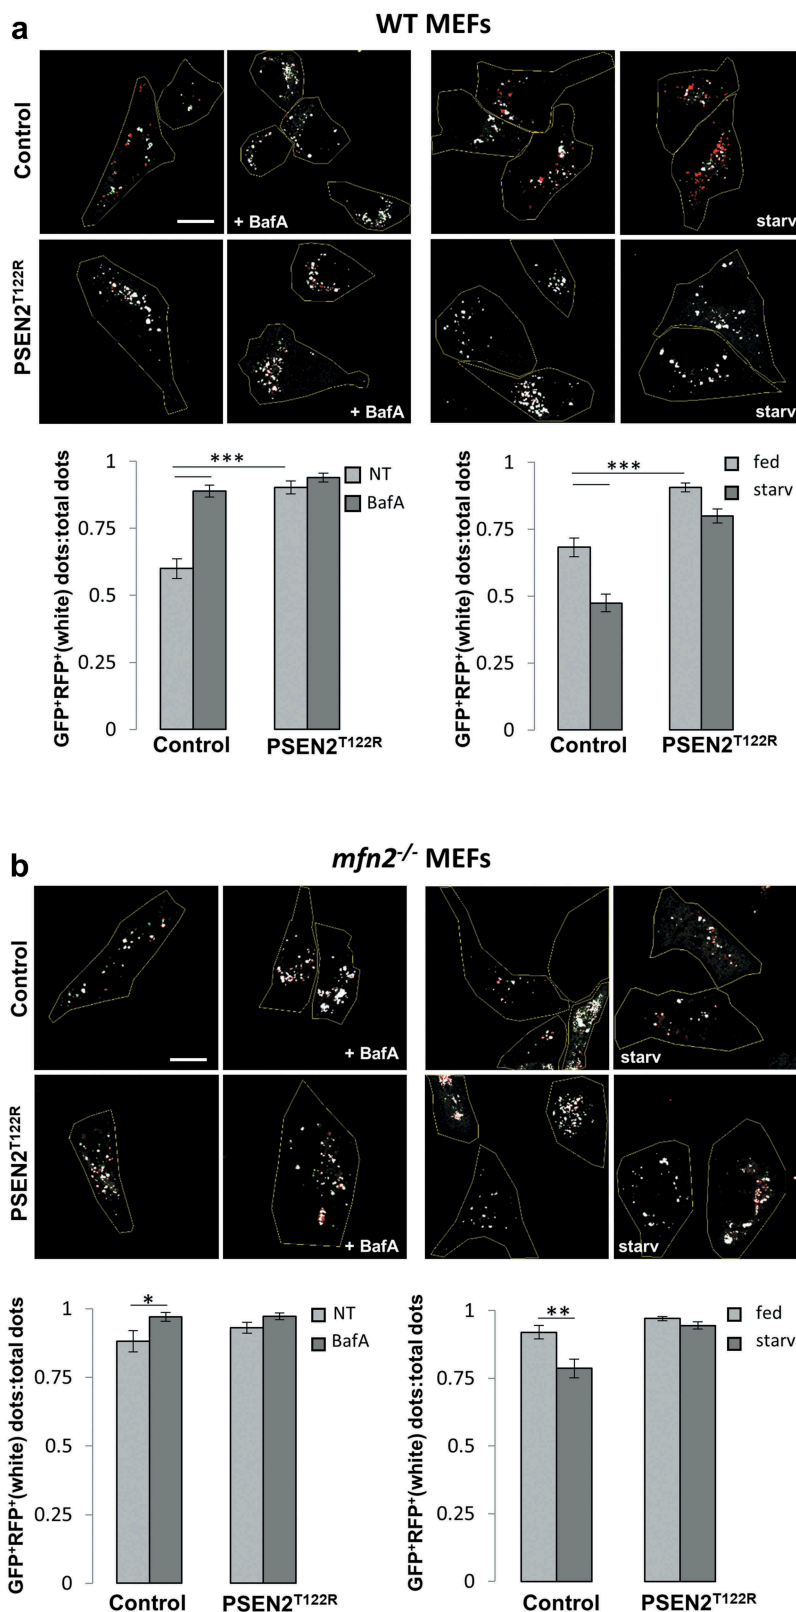 a
WT MEFs
Control
+ BafA
starv
PSEN2T122R
+ BafA
starv
GFP+RFP+(white) dots:total dots
1
0.75
0.5
0.25
0
***
NT
BafA
Control
PSEN2T122R
GFP+RFP+(white) dots:total dots
1
0.75
0.5
0.25
0
***
fed
starv
Control
PSEN2T122R
b
mfn2-/- MEFs
Control
+ BafA
starv
PSEN2T122R
+ BafA
starv
GFP+RFP+(white) dots:total dots
1
0.75
0.5
0.25
0
*
NT
BafA
Control
PSEN2T122R
GFP+RFP+(white) dots:total dots
1
0.75
0.5
0.25
0
**
fed
starv
Control
PSEN2T122R